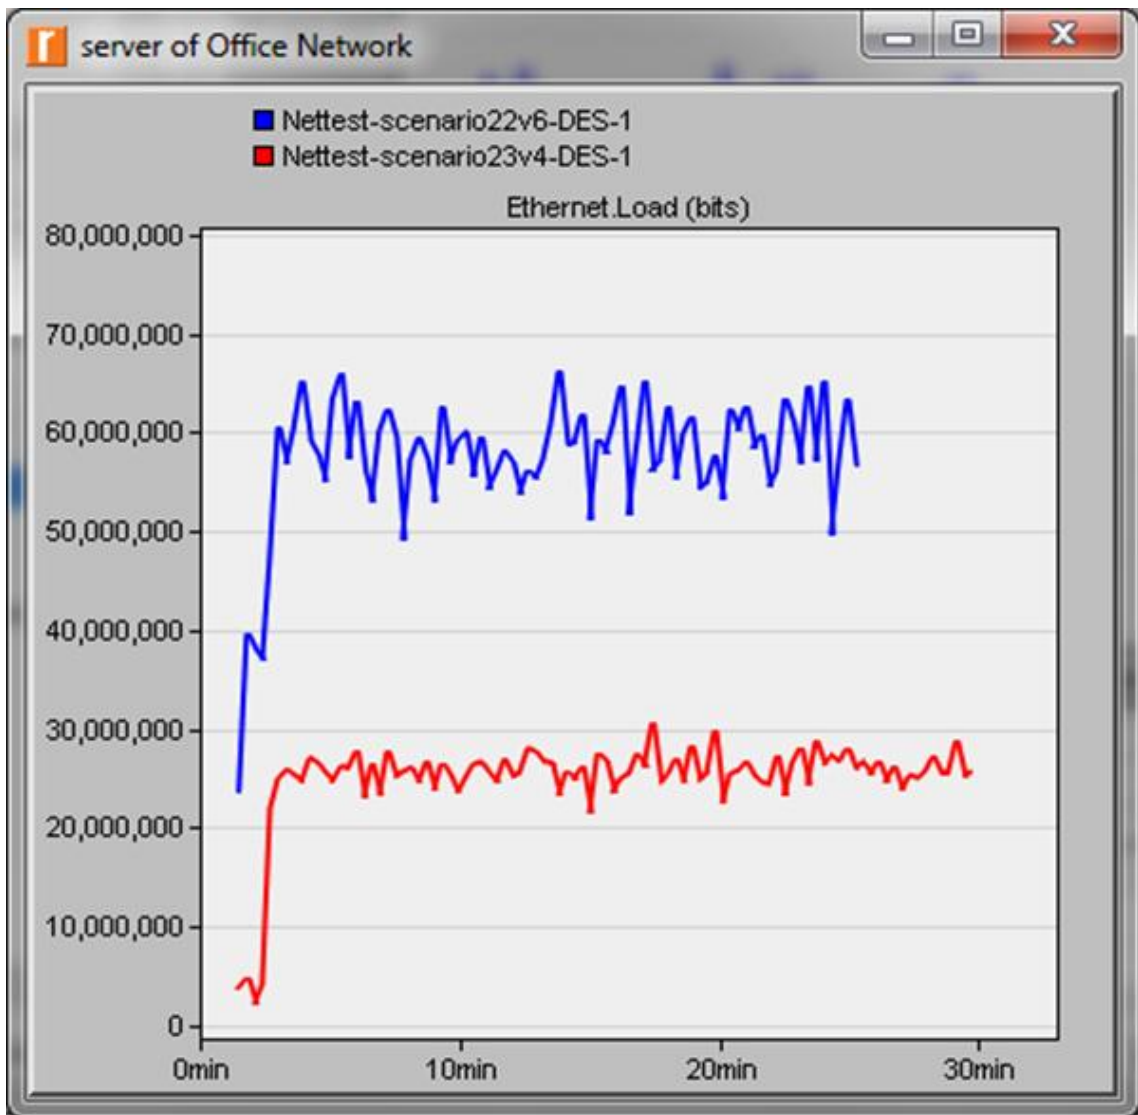 server of Office Network
Nettest-scenario22v6-DES-1
Nettest-scenario23v4-DES-1
Ethernet.Load (bits)
80,000,000
70,000,000
60,000,000
50,000,000
40,000,000
30,000,000
20,000,000
10,000,000
0
0min 10min 20min 30min